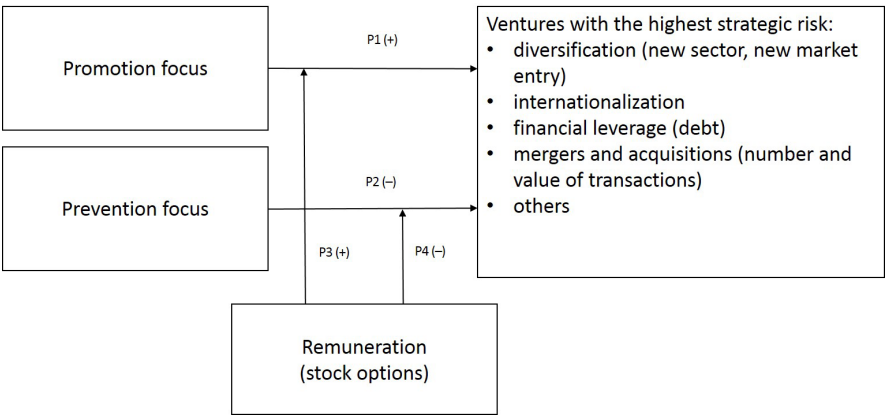 Promotion focus
P1 (+)
Ventures with the highest strategic risk:
• diversification (new sector, new market
entry)
• internationalization
• financial leverage (debt)
• mergers and acquisitions (number and
value of transactions)
• others
Prevention focus
P2 (–)
P3 (+)
P4 (–)
Remuneration
(stock options)